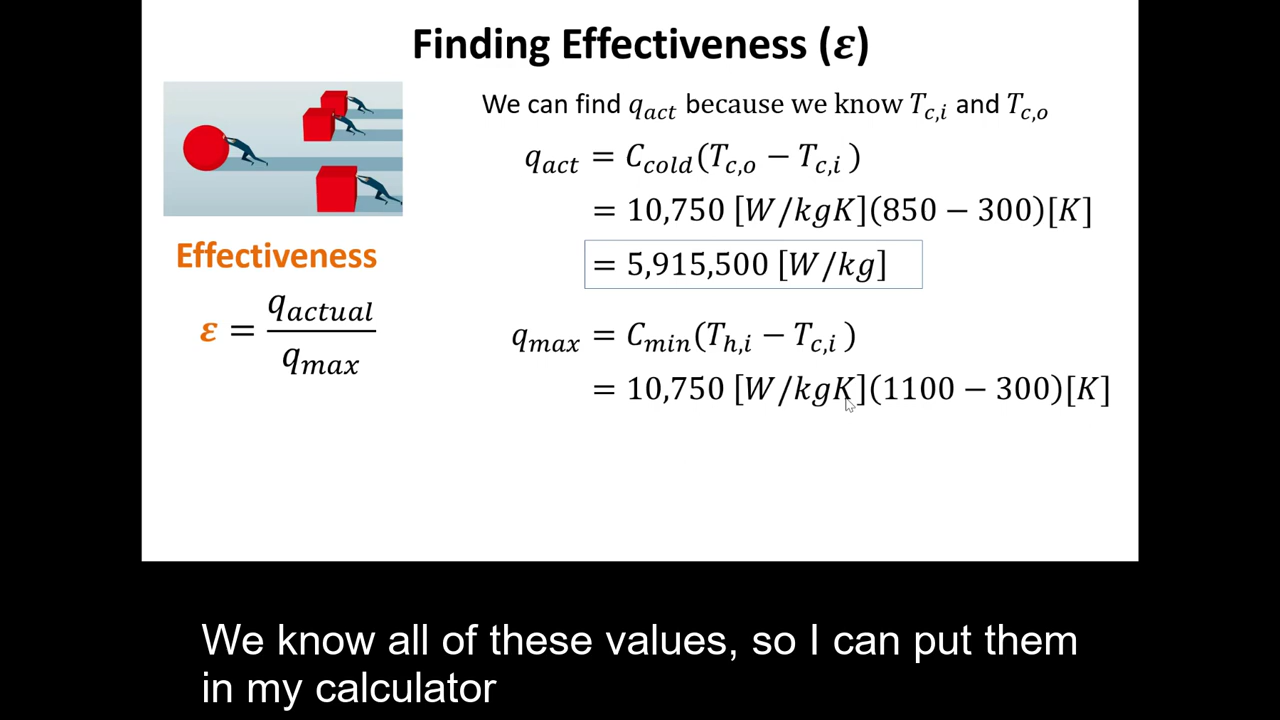 Finding Effectiveness (ε)
We can find q_act because we know T_c,i and T_c,o
q_act = C_cold(T_c,o − T_c,i)
= 10,750 [W/kgK](850 − 300)[K]
= 5,915,500 [W/kg]
Effectiveness
ε = q_actual / q_max
q_max = C_min(T_h,i − T_c,i)
= 10,750 [W/kgK](1100 − 300)[K]
We know all of these values, so I can put them
in my calculator